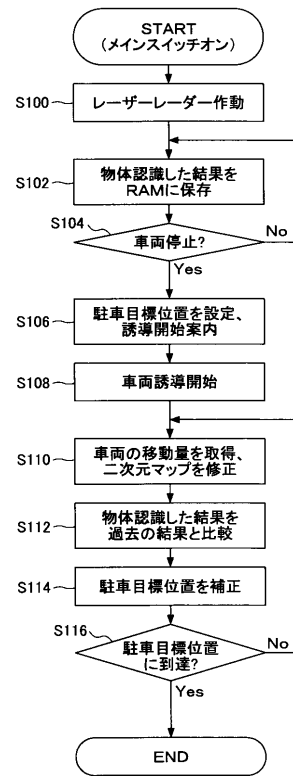 START
(メインスイッチオン)
S100
レーザーレーダー作動
S102
物体認識した結果を
RAMに保存
S104
車両停止?
No
Yes
S106
駐車目標位置を設定、
誘導開始案内
S108
車両誘導開始
S110
車両の移動量を取得、
二次元マップを修正
S112
物体認識した結果を
過去の結果と比較
S114
駐車目標位置を補正
S116
駐車目標位置
に到達?
No
Yes
END